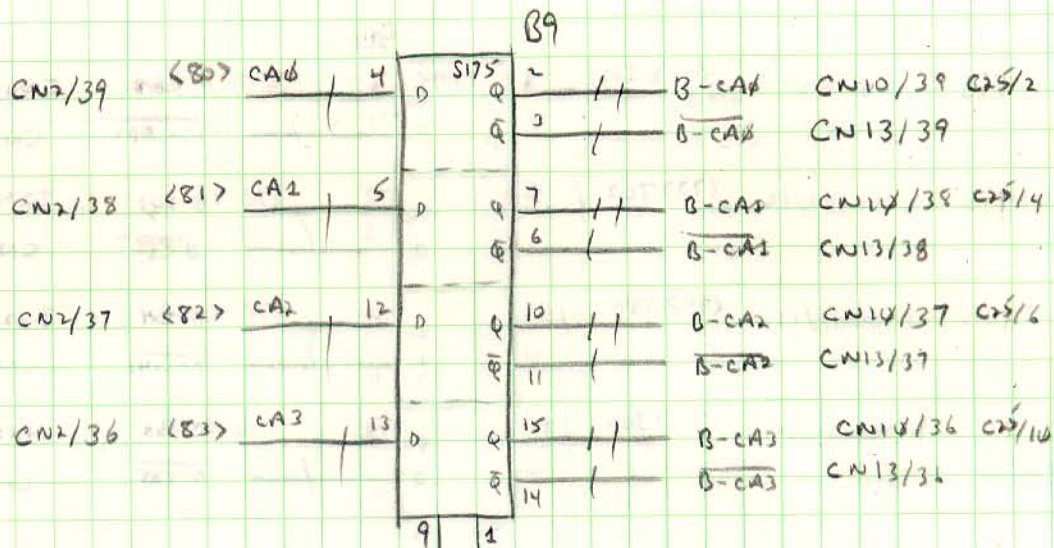 B9
S175
CN2/39 <80> CAØ 4 D Q 2 B-CAØ CN10/39 C25/2
Q̅ 3 B-CAØ CN13/39
CN2/38 <81> CA1 5 D Q 7 B-CA1 CN10/38 C25/4
Q̅ 6 B-CA1 CN13/38
CN2/37 <82> CA2 12 D Q 10 B-CA2 CN10/37 C25/6
Q̅ 11 B-CA2 CN13/37
CN2/36 <83> CA3 13 D Q 15 B-CA3 CN10/36 C25/10
Q̅ 14 B-CA3 CN13/36
9 1